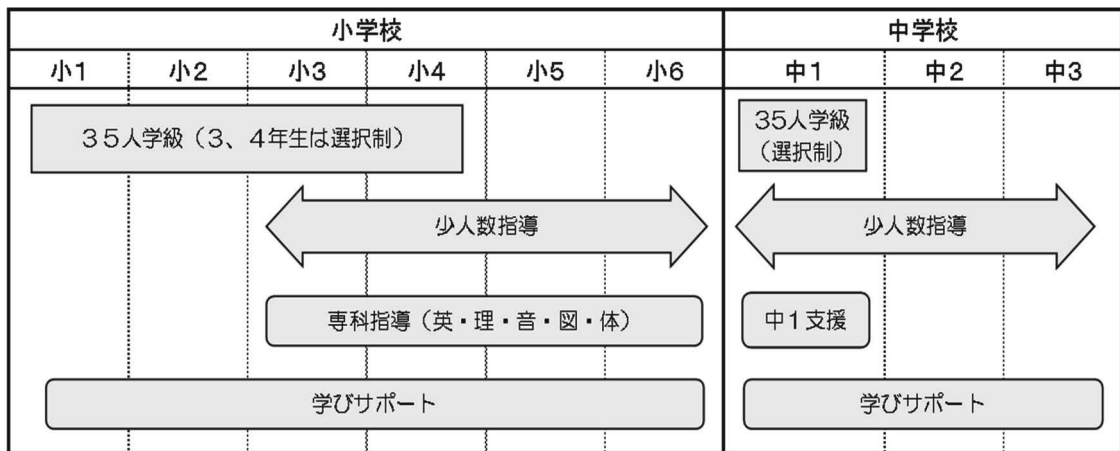 小学校 中学校
小1 小2 小3 小4 小5 小6 中1 中2 中3
35人学級（3、4年生は選択制）
35人学級
（選択制）
少人数指導 少人数指導
専科指導（英・理・音・図・体） 中1支援
学びサポート 学びサポート